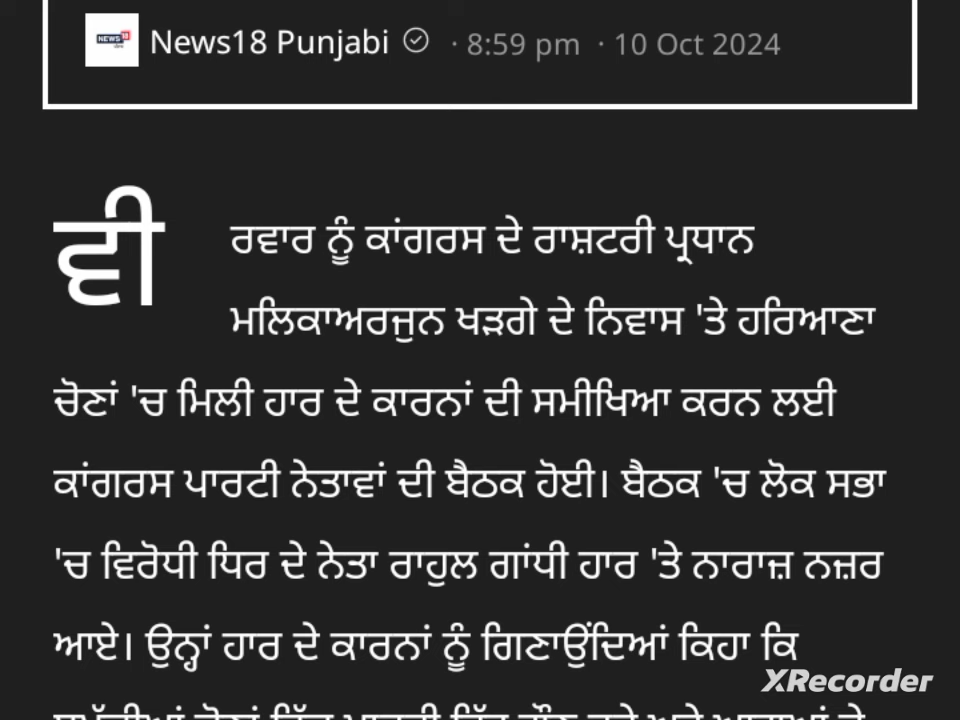 NEWS18
News18 Punjabi · 8:59 pm · 10 Oct 2024
ਵੀਰਵਾਰ ਨੂੰ ਕਾਂਗਰਸ ਦੇ ਰਾਸ਼ਟਰੀ ਪ੍ਰਧਾਨ
ਮਲਿਕਾਅਰਜੁਨ ਖੜਗੇ ਦੇ ਨਿਵਾਸ 'ਤੇ ਹਰਿਆਣਾ
ਚੋਣਾਂ 'ਚ ਮਿਲੀ ਹਾਰ ਦੇ ਕਾਰਨਾਂ ਦੀ ਸਮੀਖਿਆ ਕਰਨ ਲਈ
ਕਾਂਗਰਸ ਪਾਰਟੀ ਨੇਤਾਵਾਂ ਦੀ ਬੈਠਕ ਹੋਈ। ਬੈਠਕ 'ਚ ਲੋਕ ਸਭਾ
'ਚ ਵਿਰੋਧੀ ਧਿਰ ਦੇ ਨੇਤਾ ਰਾਹੁਲ ਗਾਂਧੀ ਹਾਰ 'ਤੇ ਨਾਰਾਜ਼ ਨਜ਼ਰ
ਆਏ। ਉਨ੍ਹਾਂ ਹਾਰ ਦੇ ਕਾਰਨਾਂ ਨੂੰ ਗਿਣਾਉਂਦਿਆਂ ਕਿਹਾ ਕਿ
XRecorder